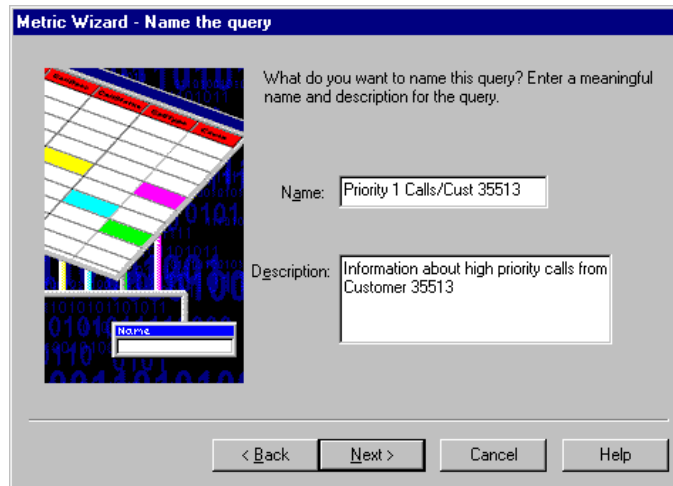 Metric Wizard - Name the query
What do you want to name this query? Enter a meaningful
name and description for the query.
Name:
Priority 1 Calls/Cust 35513
Description:
Information about high priority calls from
Customer 35513
Name
< Back
Next >
Cancel
Help